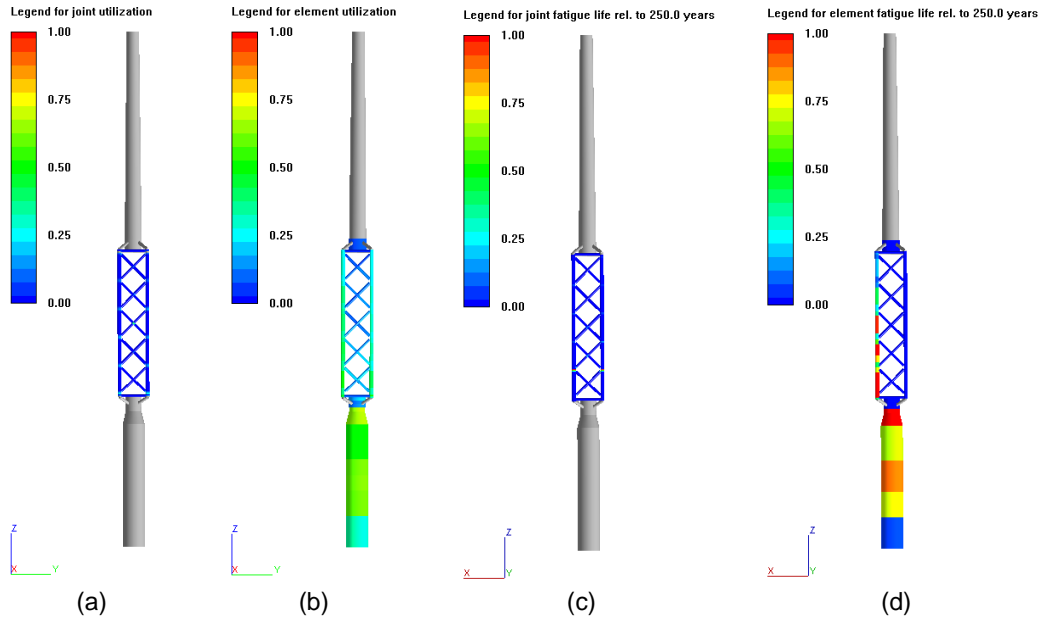 Legend for joint utilization
1.00
0.75
0.50
0.25
0.00
Z
X
Y
(a)
Legend for element utilization
1.00
0.75
0.50
0.25
0.00
Z
X
Y
(b)
Legend for joint fatigue life rel. to 250.0 years
1.00
0.75
0.50
0.25
0.00
Z
X
Y
(c)
Legend for element fatigue life rel. to 250.0 years
1.00
0.75
0.50
0.25
0.00
Z
X
Y
(d)